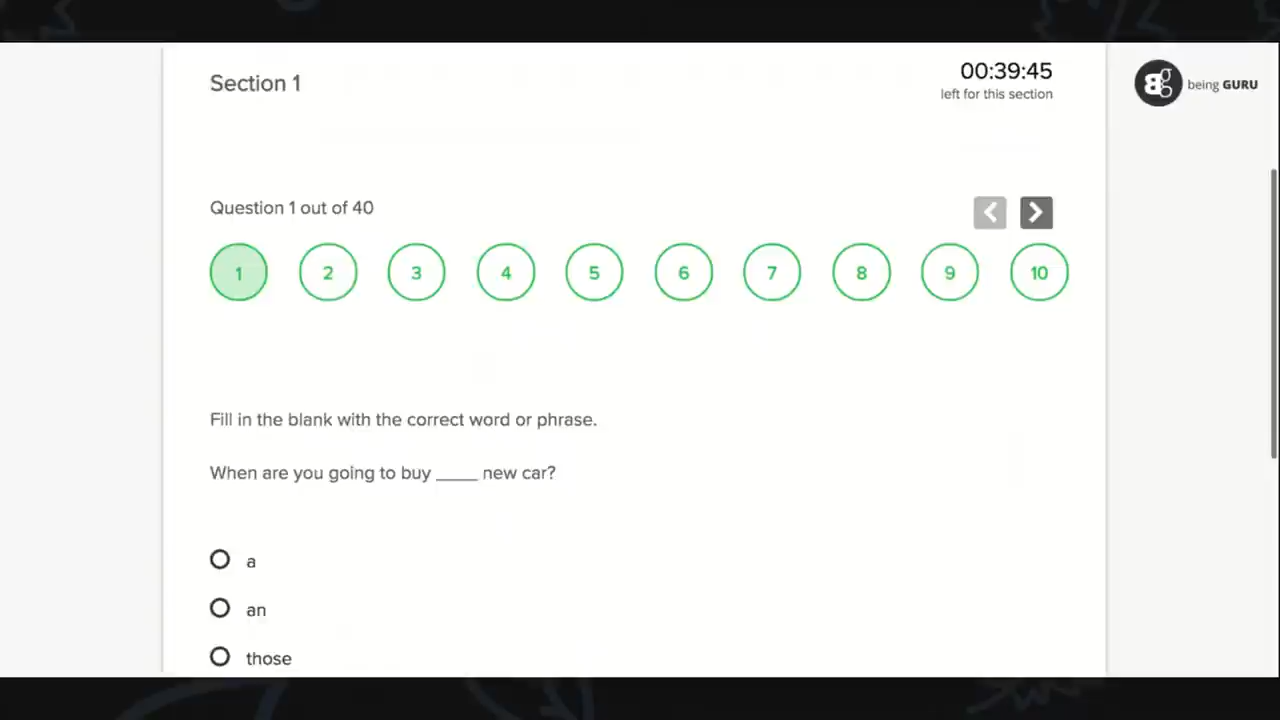 Section 1
00:39:45
left for this section
being GURU
Question 1 out of 40
1 2 3 4 5 6 7 8 9 10
Fill in the blank with the correct word or phrase.
When are you going to buy ____ new car?
a
an
those